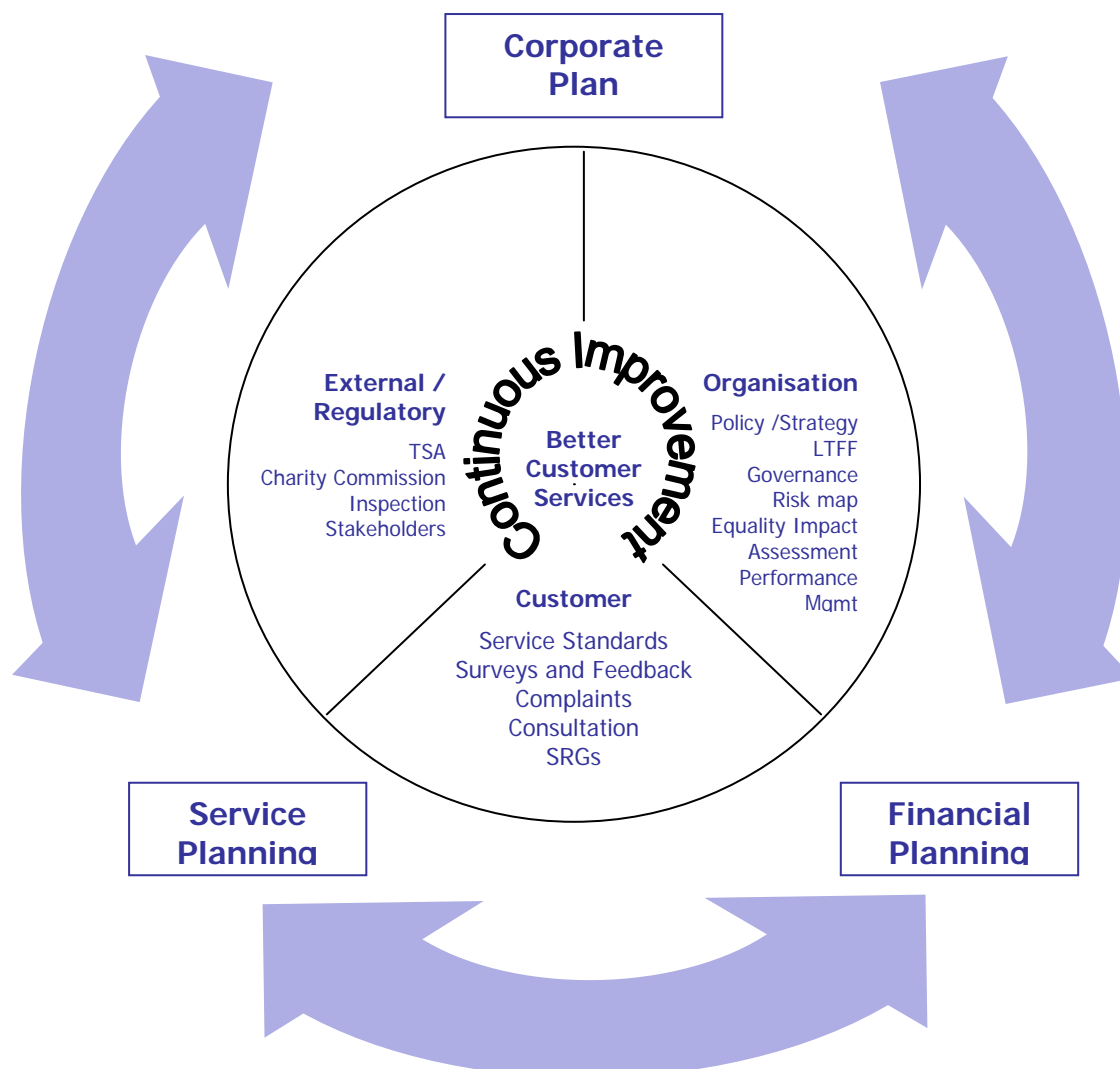 Corporate
Plan
External /
Regulatory
TSA
Charity Commission
Inspection
Stakeholders
Continuous Improvement
Better
Customer
Services
Organisation
Policy /Strategy
LTFF
Governance
Risk map
Equality Impact
Assessment
Performance
Mgmt
Customer
Service Standards
Surveys and Feedback
Complaints
Consultation
SRGs
Service
Planning
Financial
Planning